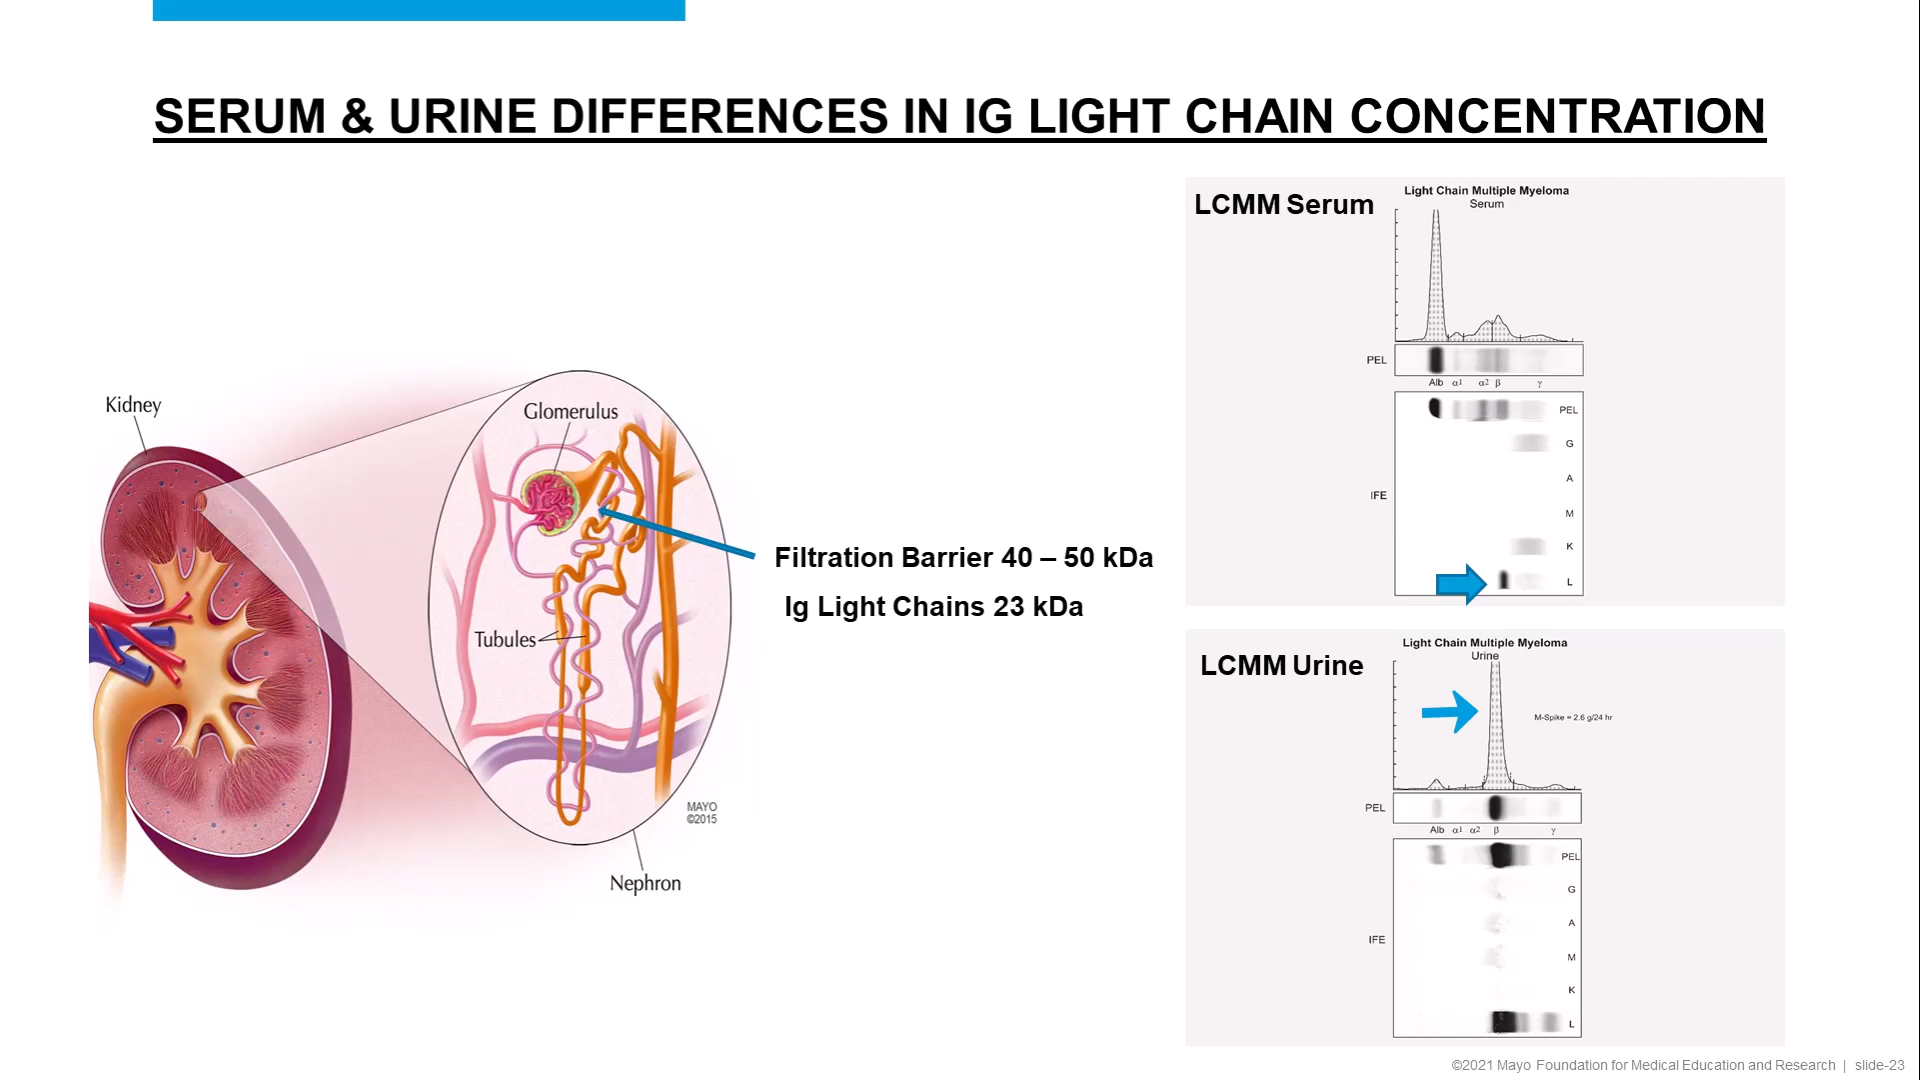 SERUM & URINE DIFFERENCES IN IG LIGHT CHAIN CONCENTRATION
Kidney
Glomerulus
Tubules
MAYO
©2015
Nephron
Filtration Barrier 40 – 50 kDa
Ig Light Chains 23 kDa
LCMM Serum
Light Chain Multiple Myeloma
Serum
PEL
Alb α1 α2 β γ
PEL
G
A
M
IFE
K
L
LCMM Urine
Light Chain Multiple Myeloma
Urine
M-Spike = 2.6 g/24 hr
PEL
Alb α1 α2 β γ
PEL
G
A
IFE
M
K
L
©2021 Mayo Foundation for Medical Education and Research | slide-23